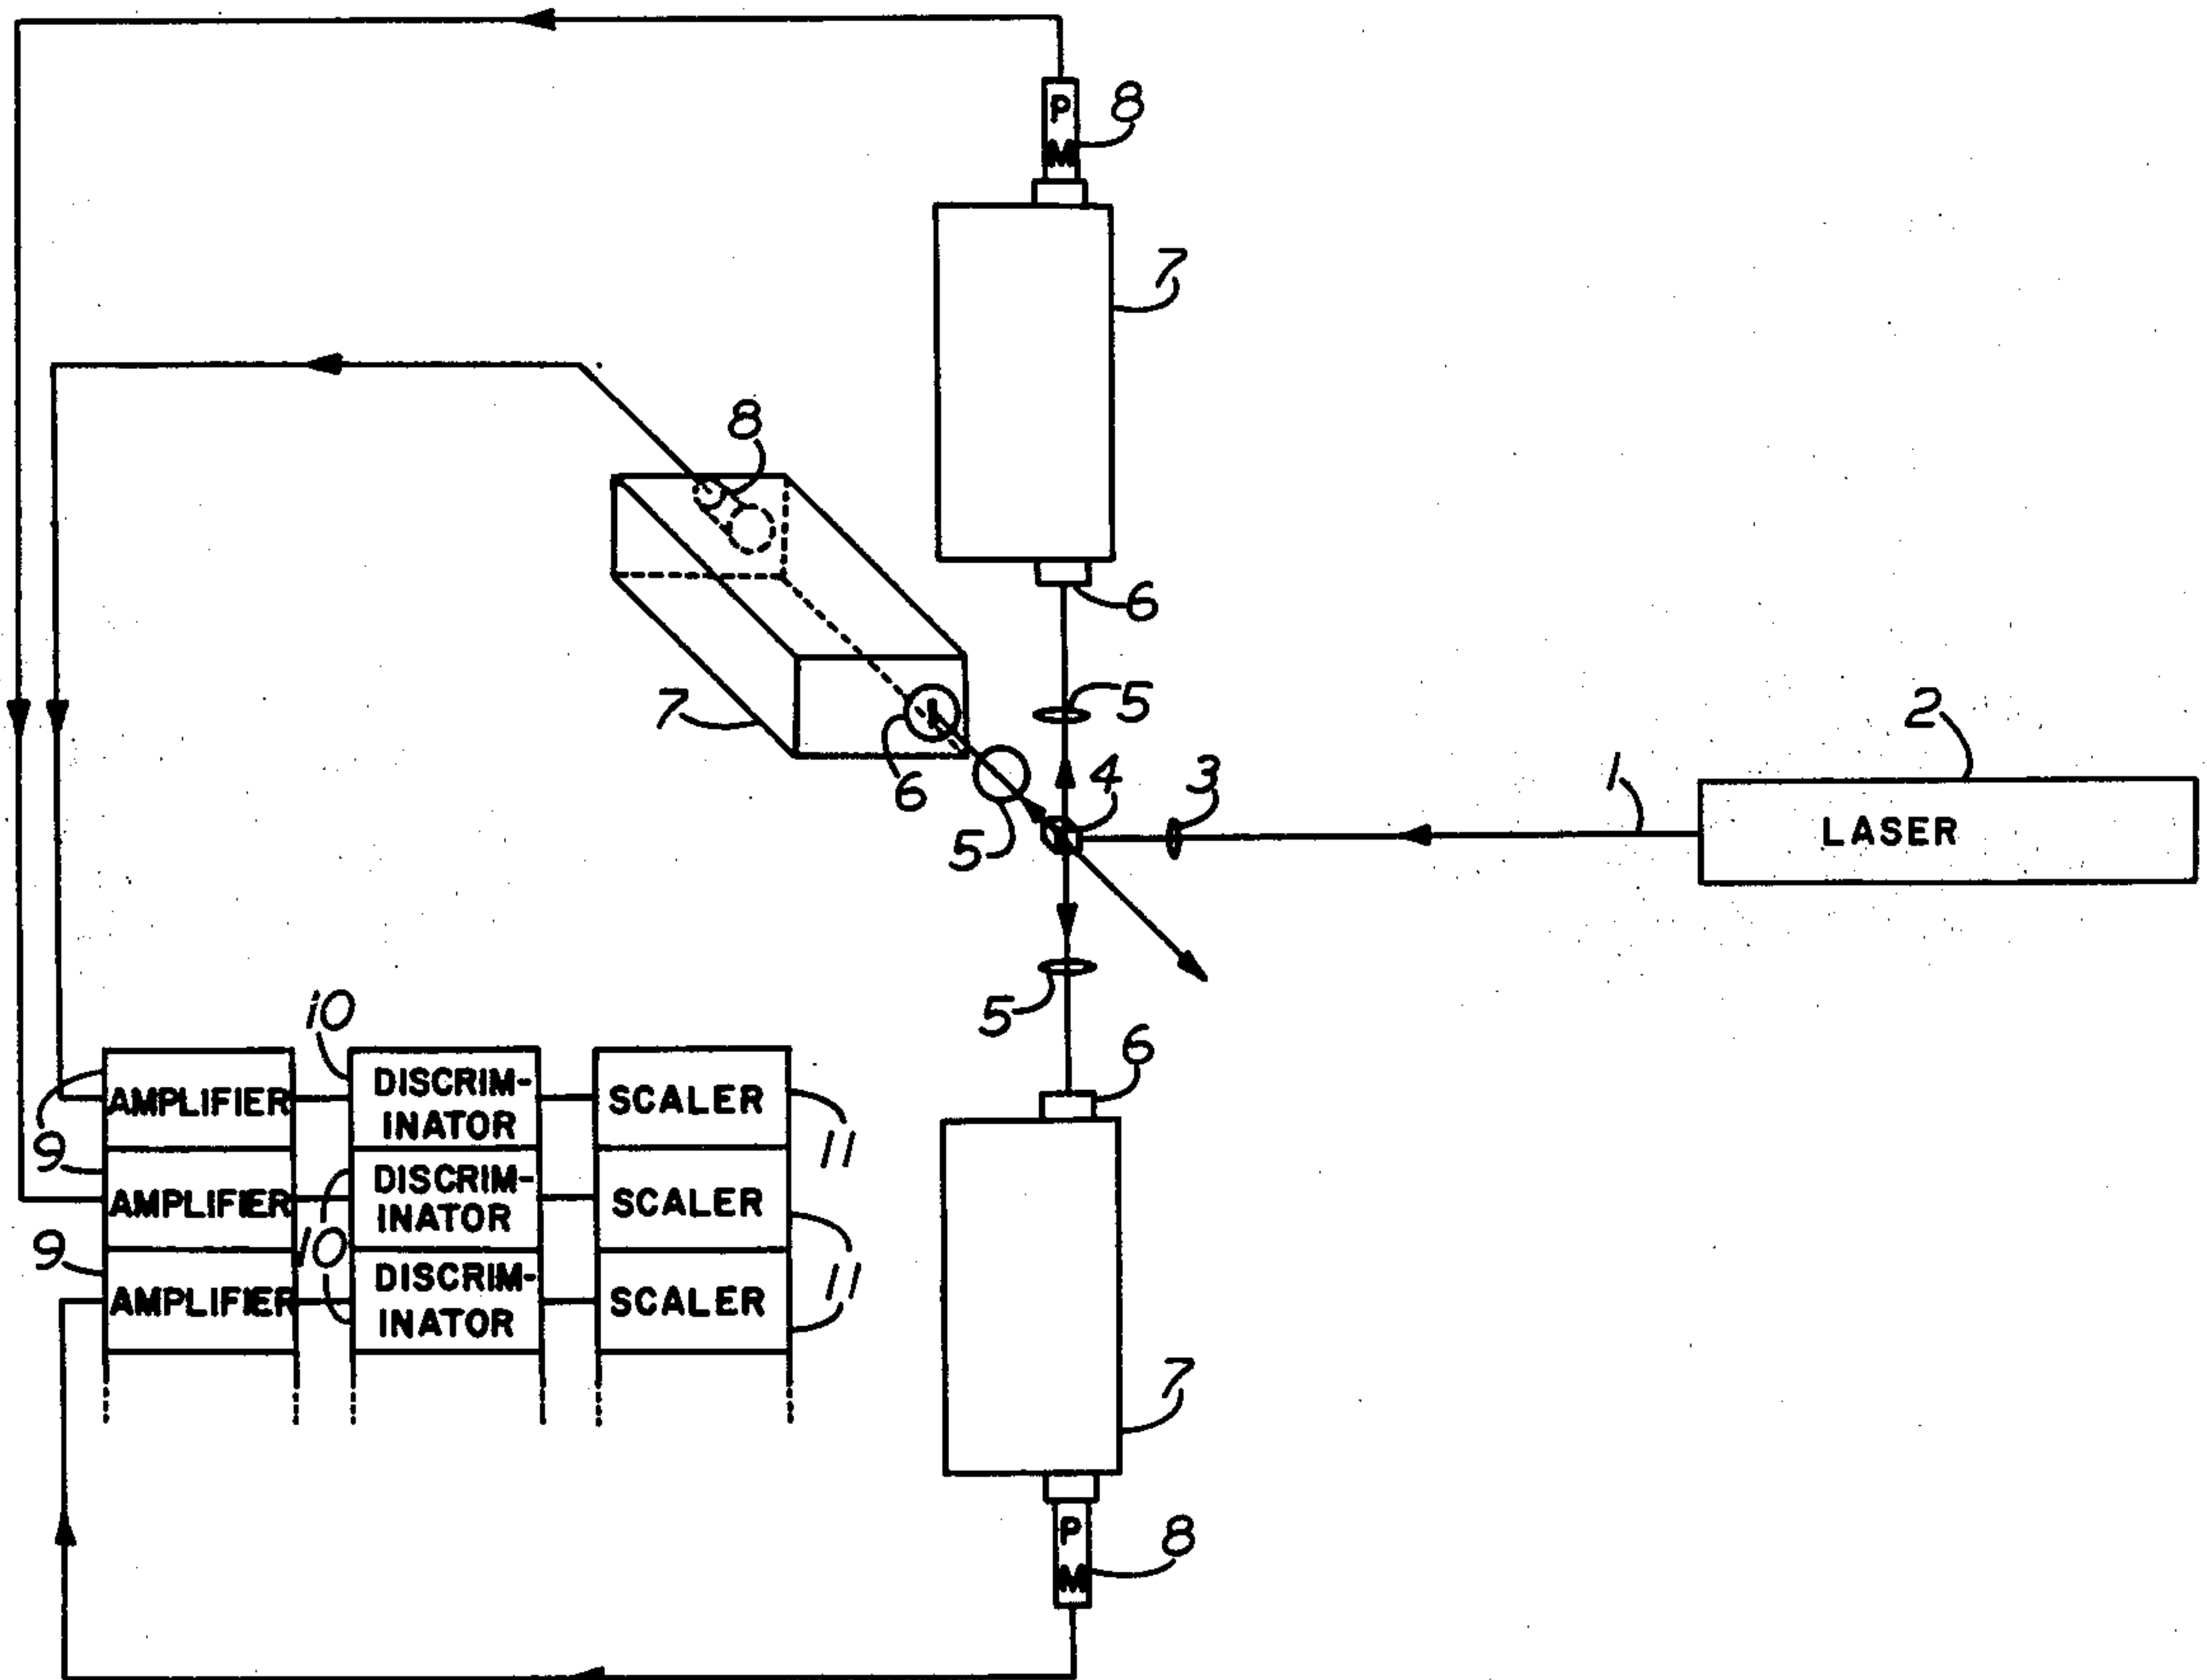 P
M
8
7
8
6
5
7
6
5
4
3
1
2
LASER
5
6
10
9
AMPLIFIER
DISCRIM-
INATOR
SCALER
11
9
AMPLIFIER
DISCRIM-
INATOR
SCALER
10
9
AMPLIFIER
DISCRIM-
INATOR
SCALER
11
7
P
M
8